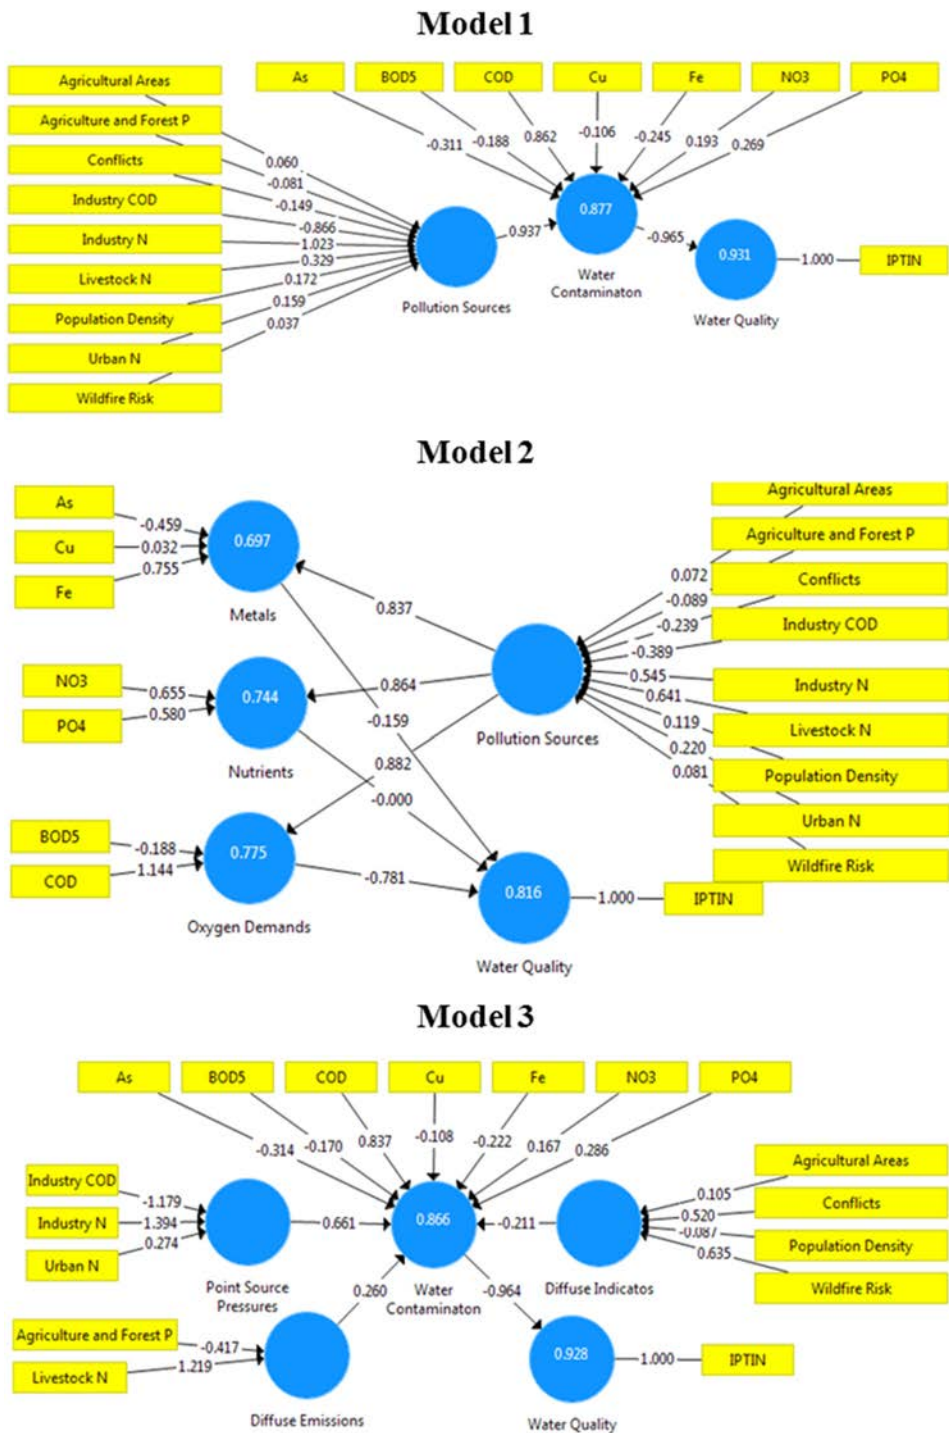 Model 1
Agricultural Areas
Agriculture and Forest P
Conflicts
Industry COD
Industry N
Livestock N
Population Density
Urban N
Wildfire Risk
0.060
-0.081
-0.149
-0.866
1.023
0.329
0.172
0.159
0.037
As
BOD5
COD
Cu
Fe
NO3
PO4
-0.311
-0.188
0.862
-0.106
-0.245
0.193
0.269
Pollution Sources
0.937
0.877
Water
Contaminaton
-0.965
0.931
Water Quality
1.000
IPTIN
Model 2
As
Cu
Fe
-0.459
0.032
0.755
0.697
Metals
NO3
PO4
0.655
0.580
0.744
Nutrients
BOD5
COD
-0.188
1.144
0.775
Oxygen Demands
0.837
0.864
0.882
-0.159
-0.000
-0.781
Pollution Sources
0.072
-0.089
-0.239
-0.389
0.545
0.641
0.119
0.220
0.081
Agricultural Areas
Agriculture and Forest P
Conflicts
Industry COD
Industry N
Livestock N
Population Density
Urban N
Wildfire Risk
0.816
Water Quality
1.000
IPTIN
Model 3
As
BOD5
COD
Cu
Fe
NO3
PO4
-0.314
-0.170
0.837
-0.108
-0.222
0.167
0.286
Industry COD
Industry N
Urban N
-1.179
1.394
0.274
Point Source
Pressures
0.661
0.866
Water
Contaminaton
-0.211
Diffuse Indicatos
0.105
0.520
-0.087
0.635
Agricultural Areas
Conflicts
Population Density
Wildfire Risk
Agriculture and Forest P
Livestock N
-0.417
1.219
Diffuse Emissions
0.260
-0.964
0.928
Water Quality
1.000
IPTIN